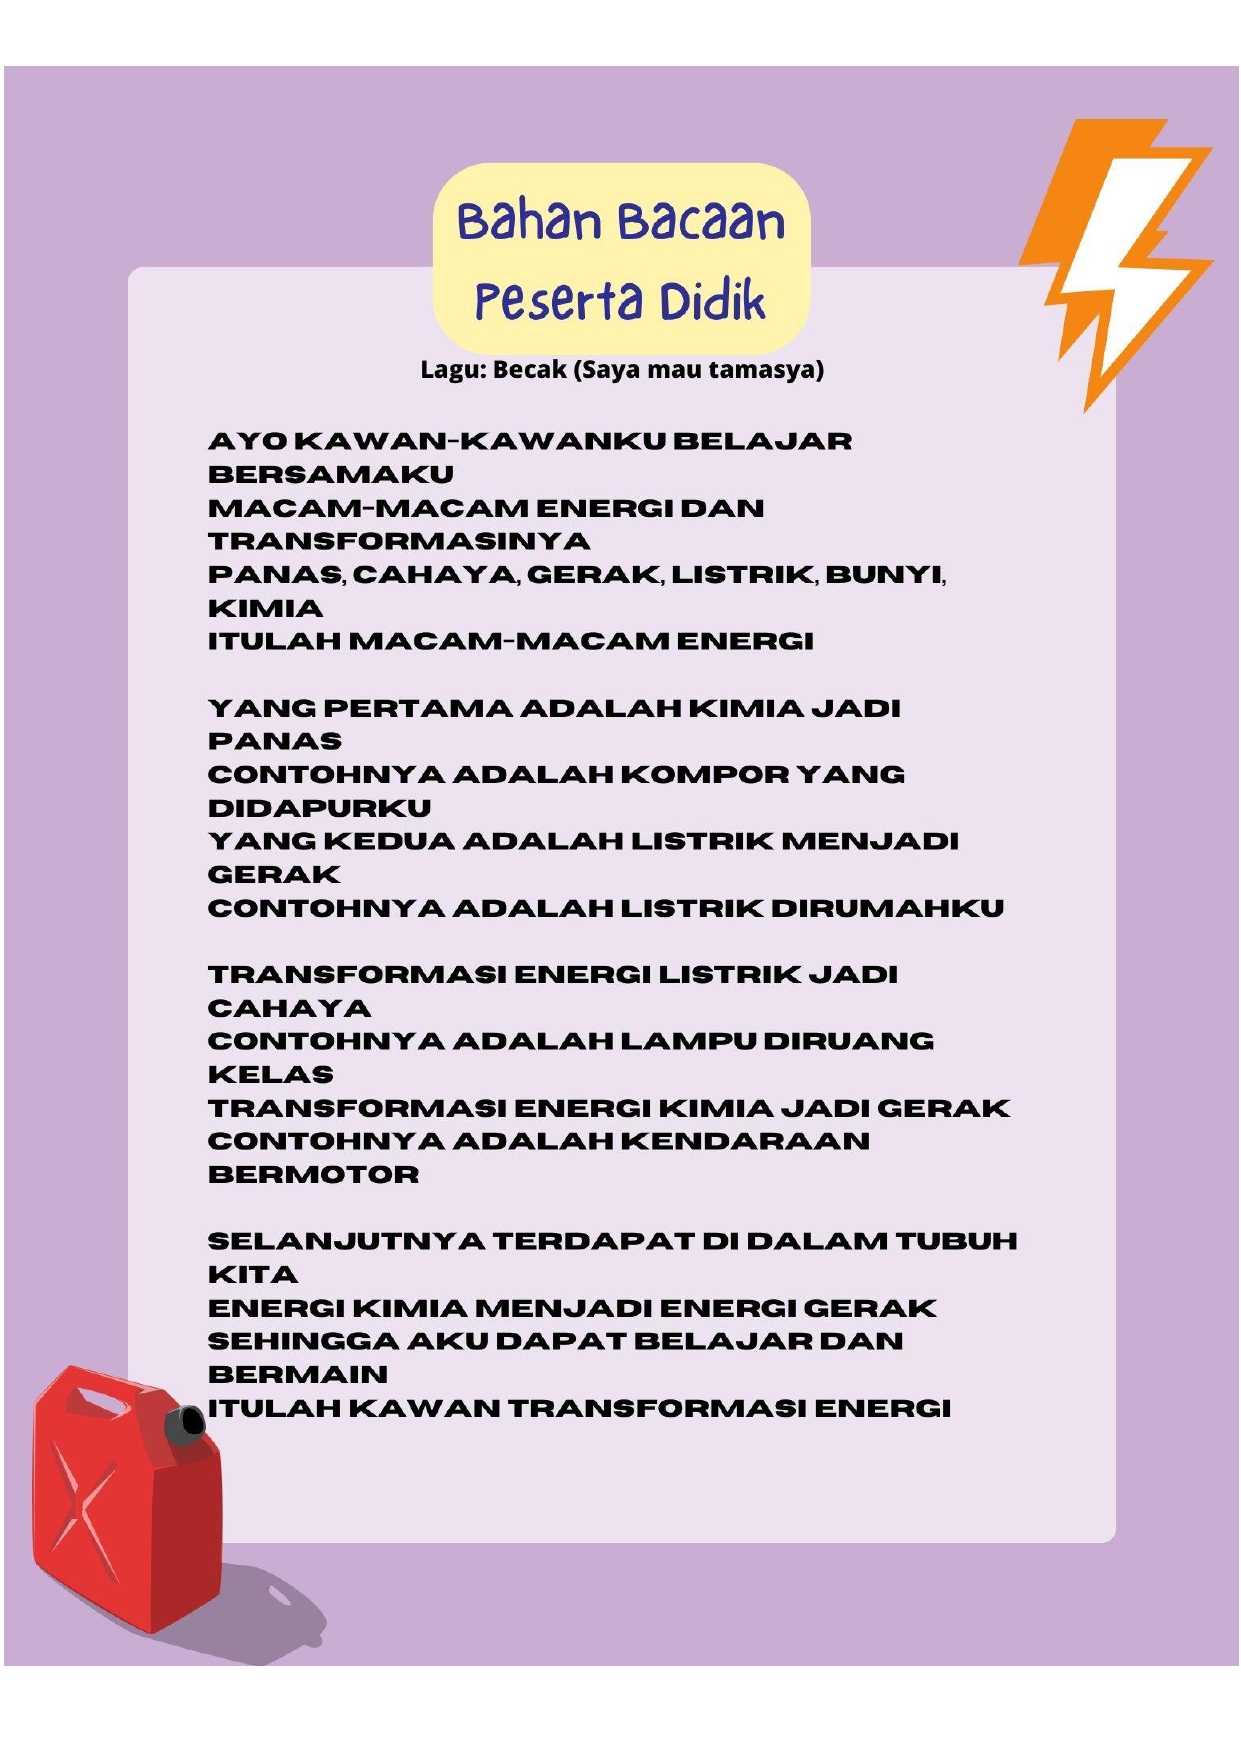 Bahan Bacaan
Peserta Didik
Lagu: Becak (Saya mau tamasya)
AYO KAWAN-KAWANKU BELAJAR
BERSAMAKU
MACAM-MACAM ENERGI DAN
TRANSFORMASINYA
PANAS, CAHAYA, GERAK, LISTRIK, BUNYI,
KIMIA
ITULAH MACAM-MACAM ENERGI
YANG PERTAMA ADALAH KIMIA JADI
PANAS
CONTOHNYA ADALAH KOMPOR YANG
DIDAPURKU
YANG KEDUA ADALAH LISTRIK MENJADI
GERAK
CONTOHNYA ADALAH LISTRIK DIRUMAHKU
TRANSFORMASI ENERGI LISTRIK JADI
CAHAYA
CONTOHNYA ADALAH LAMPU DIRUANG
KELAS
TRANSFORMASI ENERGI KIMIA JADI GERAK
CONTOHNYA ADALAH KENDARAAN
BERMOTOR
SELANJUTNYA TERDAPAT DI DALAM TUBUH
KITA
ENERGI KIMIA MENJADI ENERGI GERAK
SEHINGGA AKU DAPAT BELAJAR DAN
BERMAIN
ITULAH KAWAN TRANSFORMASI ENERGI